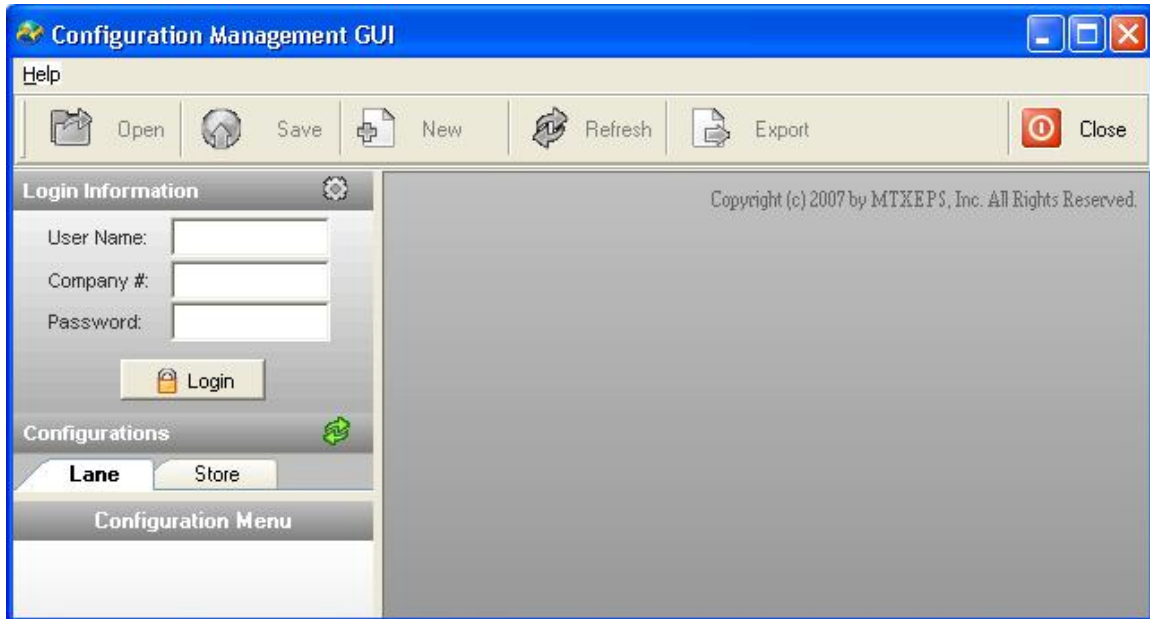 Configuration Management GUI
Help
Open Save New Refresh Export Close
Login Information
Copyright (c) 2007 by MTXEPS, Inc. All Rights Reserved.
User Name:
Company #:
Password:
Login
Configurations
Lane Store
Configuration Menu